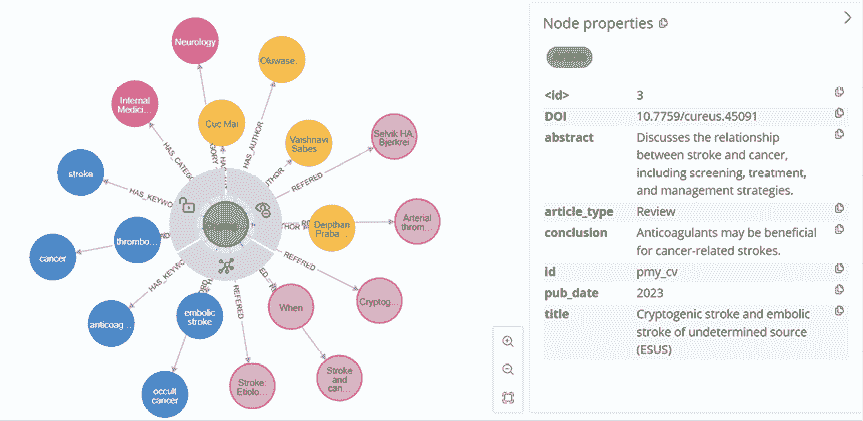 Neurology
Oluwase..
Internal
Medici...
Cuc Mai
HAS_AUTHOR
Vaishnavi
Sabes
Selvik HA,
Bjerkrei
HAS_CATEG
stroke
REFERED
HAS_KEYWO
thrombo...
Deipthan
Praba...
Arterial
throm...
cancer
HAS_KEYWO
REFERED
anticoag...
embolic
stroke
REFERED
When
Cryptog...
Stroke:
Etiolo...
Stroke
and
can...
occult
cancer
Node properties
<id> 3
DOI 10.7759/cureus.45091
abstract Discusses the relationship
between stroke and cancer,
including screening, treatment,
and management strategies.
article_type Review
conclusion Anticoagulants may be beneficial
for cancer-related strokes.
id pmy_cv
pub_date 2023
title Cryptogenic stroke and embolic
stroke of undetermined source
(ESUS)